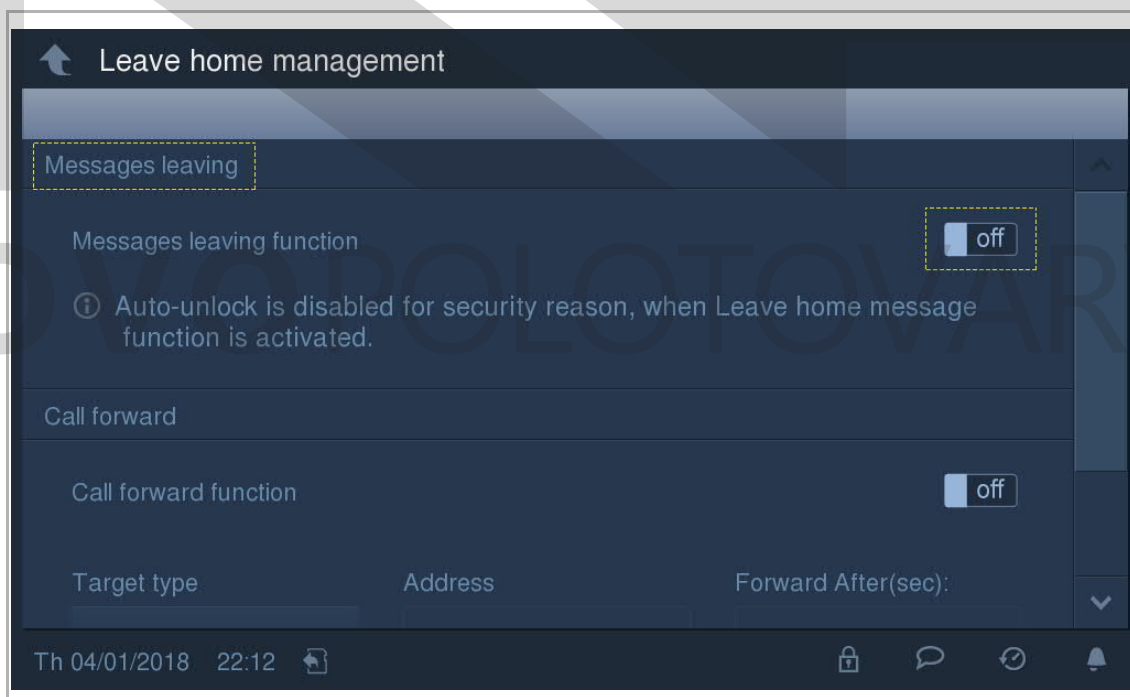 Leave home management
Messages leaving
Messages leaving function
off
Auto-unlock is disabled for security reason, when Leave home message
function is activated.
Call forward
Call forward function
off
Target type Address Forward After(sec):
Th 04/01/2018 22:12
OVOPOLOTOVAR